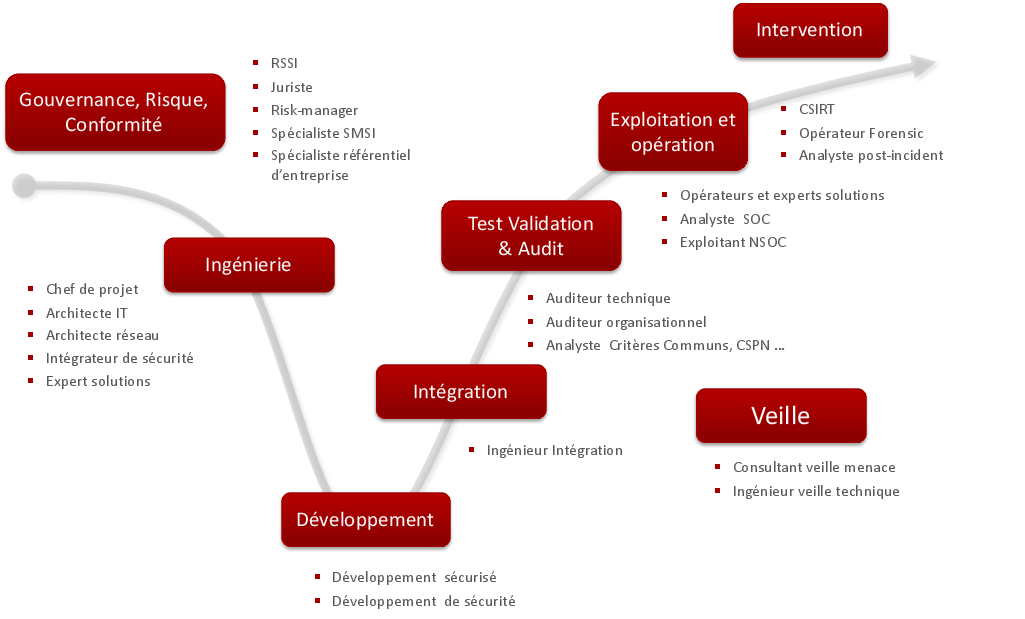 Gouvernance, Risque,
Conformité
RSSI
Juriste
Risk-manager
Spécialiste SMSI
Spécialiste référentiel
d'entreprise
Ingénierie
Chef de projet
Architecte IT
Architecte réseau
Intégrateur de sécurité
Expert solutions
Développement
Développement sécurisé
Développement de sécurité
Intégration
Ingénieur Intégration
Test Validation
& Audit
Auditeur technique
Auditeur organisationnel
Analyste Critères Communs, CSPN ...
Exploitation et
opération
Opérateurs et experts solutions
Analyste SOC
Exploitant NSOC
Intervention
CSIRT
Opérateur Forensic
Analyste post-incident
Veille
Consultant veille menace
Ingénieur veille technique